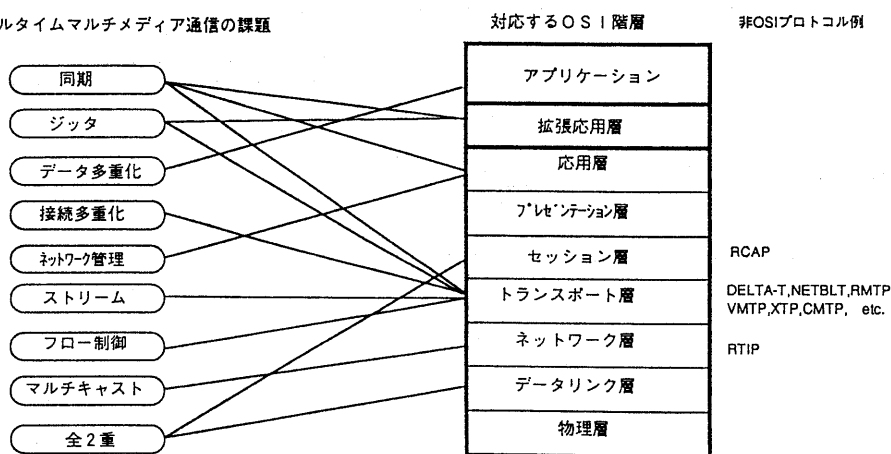 ルタイムマルチメディア通信の課題
対応するOSI階層
非OSIプロトコル例
同期
ジッタ
データ多重化
接続多重化
ネットワーク管理
ストリーム
フロー制御
マルチキャスト
全2重
アプリケーション
拡張応用層
応用層
プレゼンテーション層
セッション層
トランスポート層
ネットワーク層
データリンク層
物理層
RCAP
DELTA-T,NETBLT,RMTP
VMTP,XTP,CMTP, etc.
RTIP